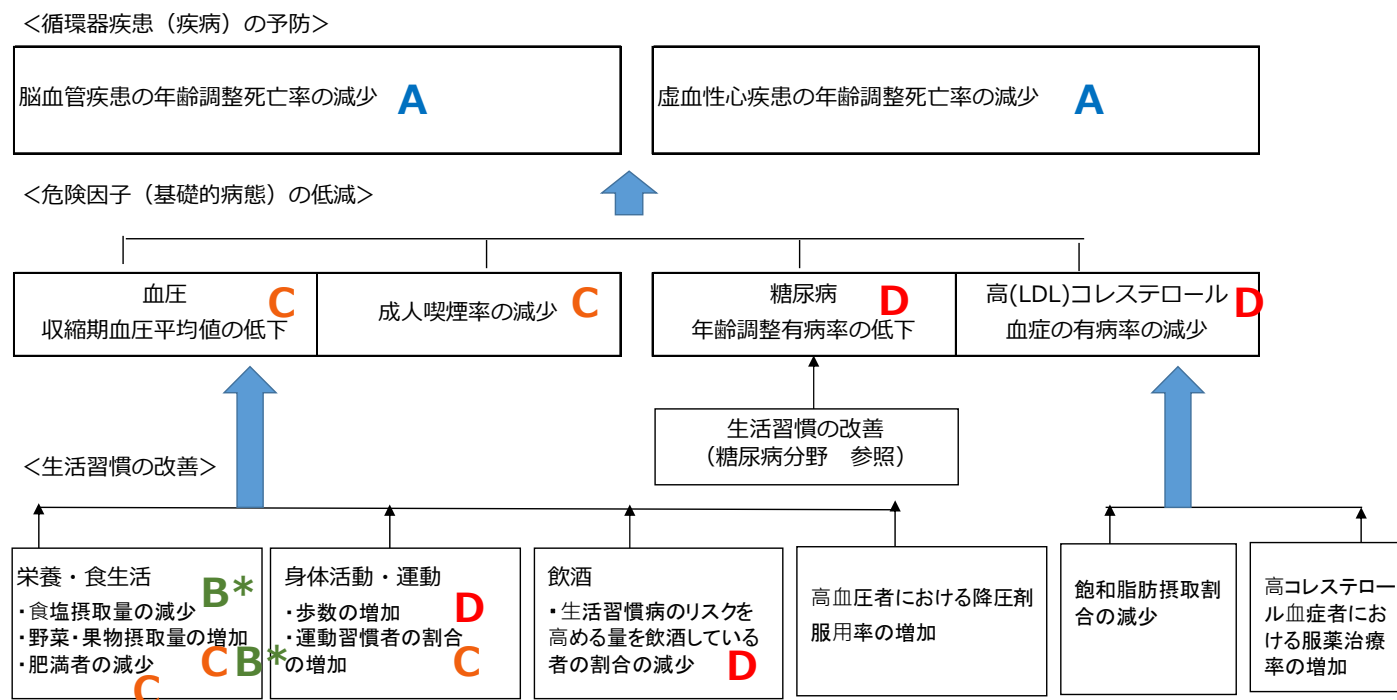 ＜循環器疾患（疾病）の予防＞
脳血管疾患の年齢調整死亡率の減少 A
虚血性心疾患の年齢調整死亡率の減少 A
＜危険因子（基礎的病態）の低減＞
血圧
収縮期血圧平均値の低下
C
成人喫煙率の減少 C
糖尿病
年齢調整有病率の低下
D
高(LDL)コレステロール
血症の有病率の減少
D
生活習慣の改善
（糖尿病分野　参照）
＜生活習慣の改善＞
栄養・食生活
・食塩摂取量の減少 B*
・野菜・果物摂取量の増加
・肥満者の減少 C B*
C
身体活動・運動
・歩数の増加 D
・運動習慣者の割合
の増加 C
飲酒
・生活習慣病のリスクを
高める量を飲酒している
者の割合の減少 D
高血圧者における降圧剤
服用率の増加
飽和脂肪摂取割
合の減少
高コレステロー
ル血症者にお
ける服薬治療
率の増加